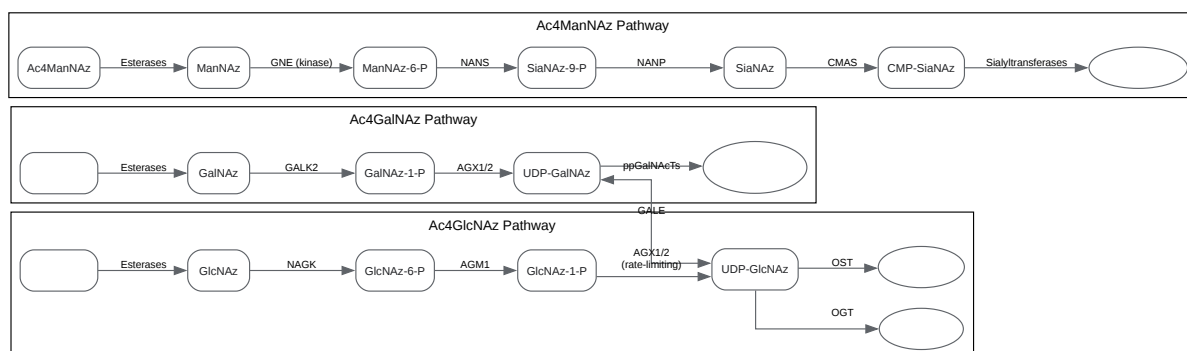 Ac4ManNAz Pathway
Ac4ManNAz
Esterases
ManNAz
GNE (kinase)
ManNAz-6-P
NANS
SiaNAz-9-P
NANP
SiaNAz
CMAS
CMP-SiaNAz
Sialyltransferases
Ac4GalNAz Pathway
Esterases
GalNAz
GALK2
GalNAz-1-P
AGX1/2
UDP-GalNAz
ppGalNAcTs
GALE
Ac4GlcNAz Pathway
Esterases
GlcNAz
NAGK
GlcNAz-6-P
AGM1
GlcNAz-1-P
AGX1/2
(rate-limiting)
UDP-GlcNAz
OST
OGT